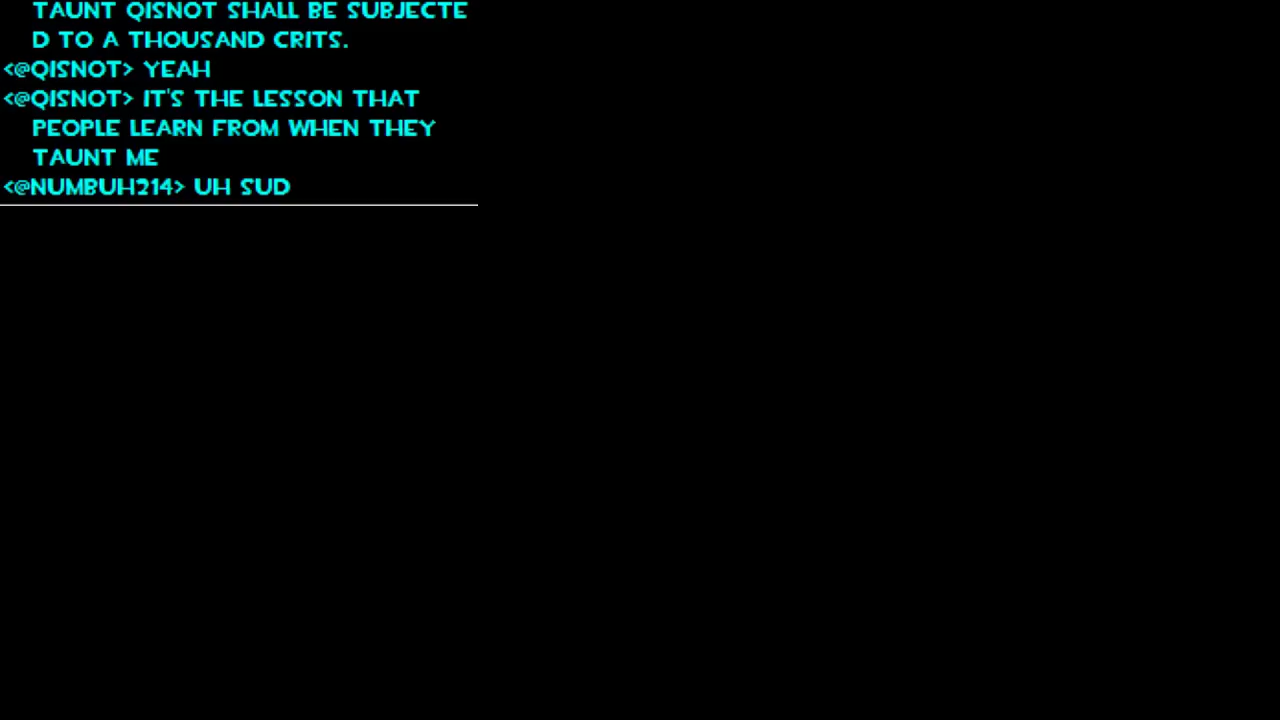 TAUNT QISNOT SHALL BE SUBJECTE
D TO A THOUSAND CRITS.
<@QISNOT> YEAH
<@QISNOT> IT'S THE LESSON THAT
PEOPLE LEARN FROM WHEN THEY
TAUNT ME
<@NUMBUH214> UH SUD